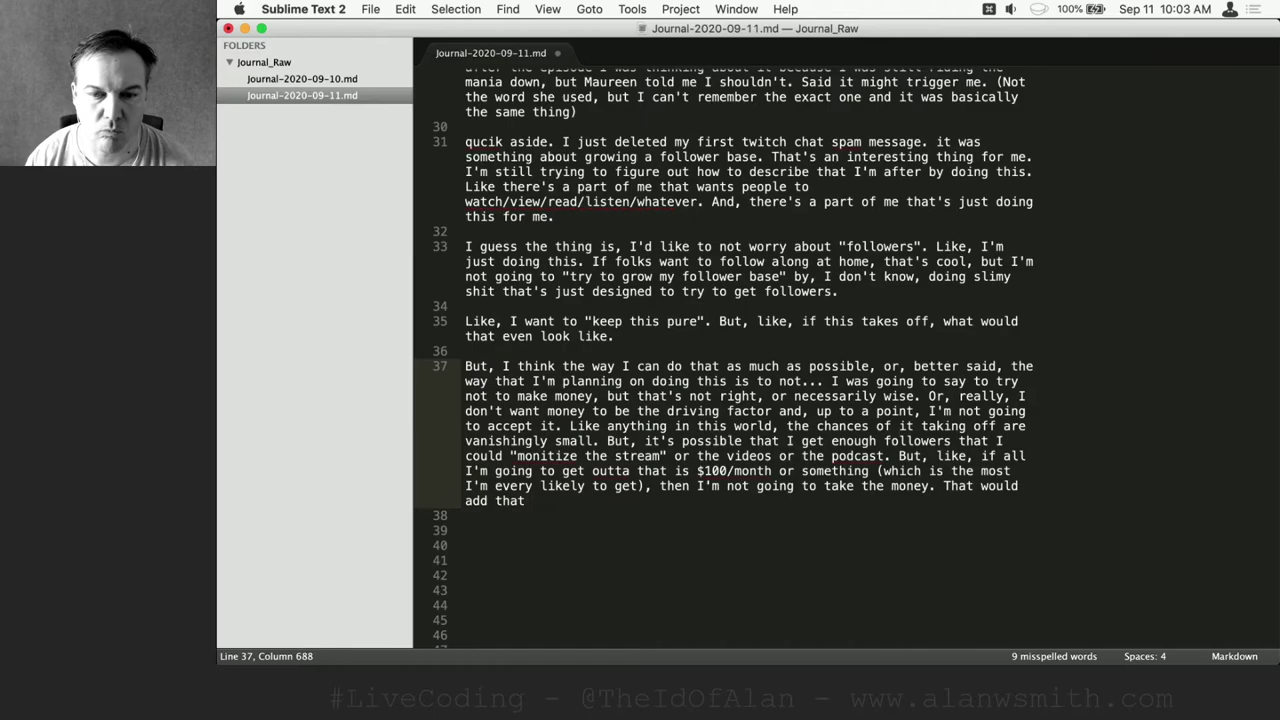 Sublime Text 2 File Edit Selection Find View Goto Tools Project Window Help 100% Sep 11 10:03 AM
Journal-2020-09-11.md — Journal_Raw
FOLDERS
Journal_Raw
Journal-2020-09-10.md
Journal-2020-09-11.md
Journal-2020-09-11.md
after the episode I was thinking about it because I was still riding the
mania down, but Maureen told me I shouldn't. Said it might trigger me. (Not
the word she used, but I can't remember the exact one and it was basically
the same thing)
30
31 qucik aside. I just deleted my first twitch chat spam message. it was
something about growing a follower base. That's an interesting thing for me.
I'm still trying to figure out how to describe that I'm after by doing this.
Like there's a part of me that wants people to
watch/view/read/listen/whatever. And, there's a part of me that's just doing
this for me.
32
33 I guess the thing is, I'd like to not worry about "followers". Like, I'm
just doing this. If folks want to follow along at home, that's cool, but I'm
not going to "try to grow my follower base" by, I don't know, doing slimy
shit that's just designed to try to get followers.
34
35 Like, I want to "keep this pure". But, like, if this takes off, what would
that even look like.
36
37 But, I think the way I can do that as much as possible, or, better said, the
way that I'm planning on doing this is to not... I was going to say to try
not to make money, but that's not right, or necessarily wise. Or, really, I
don't want money to be the driving factor and, up to a point, I'm not going
to accept it. Like anything in this world, the chances of it taking off are
vanishingly small. But, it's possible that I get enough followers that I
could "monitize the stream" or the videos or the podcast. But, like, if all
I'm going to get outta that is $100/month or something (which is the most
I'm every likely to get), then I'm not going to take the money. That would
add that
38
39
40
41
42
43
44
45
46
Line 37, Column 688 9 misspelled words Spaces: 4 Markdown
#LiveCoding - @TheIdOfAlan - www.alanwsmith.com